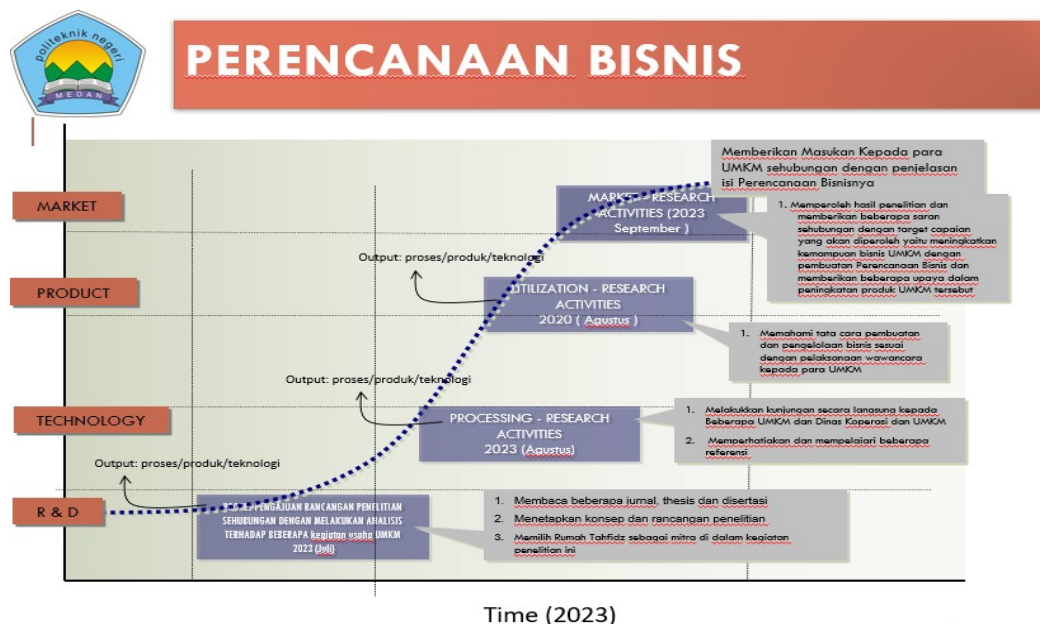 politeknik negeri
MEDAN
PERENCANAAN BISNIS
MARKET
PRODUCT
TECHNOLOGY
R & D
Memberikan Masukan Kepada para
UMKM sehubungan dengan penjelasan
isi Perencanaan Bisnisnya
MARKET - RESEARCH
ACTIVITIES (2023
September )
1. Memperoleh hasil penelitian dan
memberikan beberapa saran
sehubungan dengan target capaian
yang akan diperoleh yaitu meningkatkan
kemampuan bisnis UMKM dengan
pembuatan Perencanaan Bisnis dan
memberikan beberapa upaya dalam
peningkatan produk UMKM tersebut
Output: proses/produk/teknologi
UTILIZATION - RESEARCH
ACTIVITIES
2020 ( Agustus )
1. Memahami tata cara pembuatan
dan pengelolaan bisnis sesuai
dengan pelaksanaan wawancara
kepada para UMKM
Output: proses/produk/teknologi
PROCESSING - RESEARCH
ACTIVITIES
2023 (Agustus)
1. Melakukkan kunjungan secara langsung kepada
Beberapa UMKM dan Dinas Koperasi dan UMKM
2. Memperhatiakan dan mempelajari beberapa
referensi
Output: proses/produk/teknologi
PENGAJUAN RANCANGAN PENELITIAN
SEHUBUNGAN DENGAN MELAKUKAN AHALISIS
TERHADAP BEBERAPA kegiatan usaha UMKM
2023 (Juli)
1. Membaca beberapa jurnal, thesis dan disertasi
2. Menetapkan konsep dan rancangan penelitian
3. Memilih Rumah Tahfidz sebagai mitra di dalam kegiatan
penelitian ini
Time (2023)